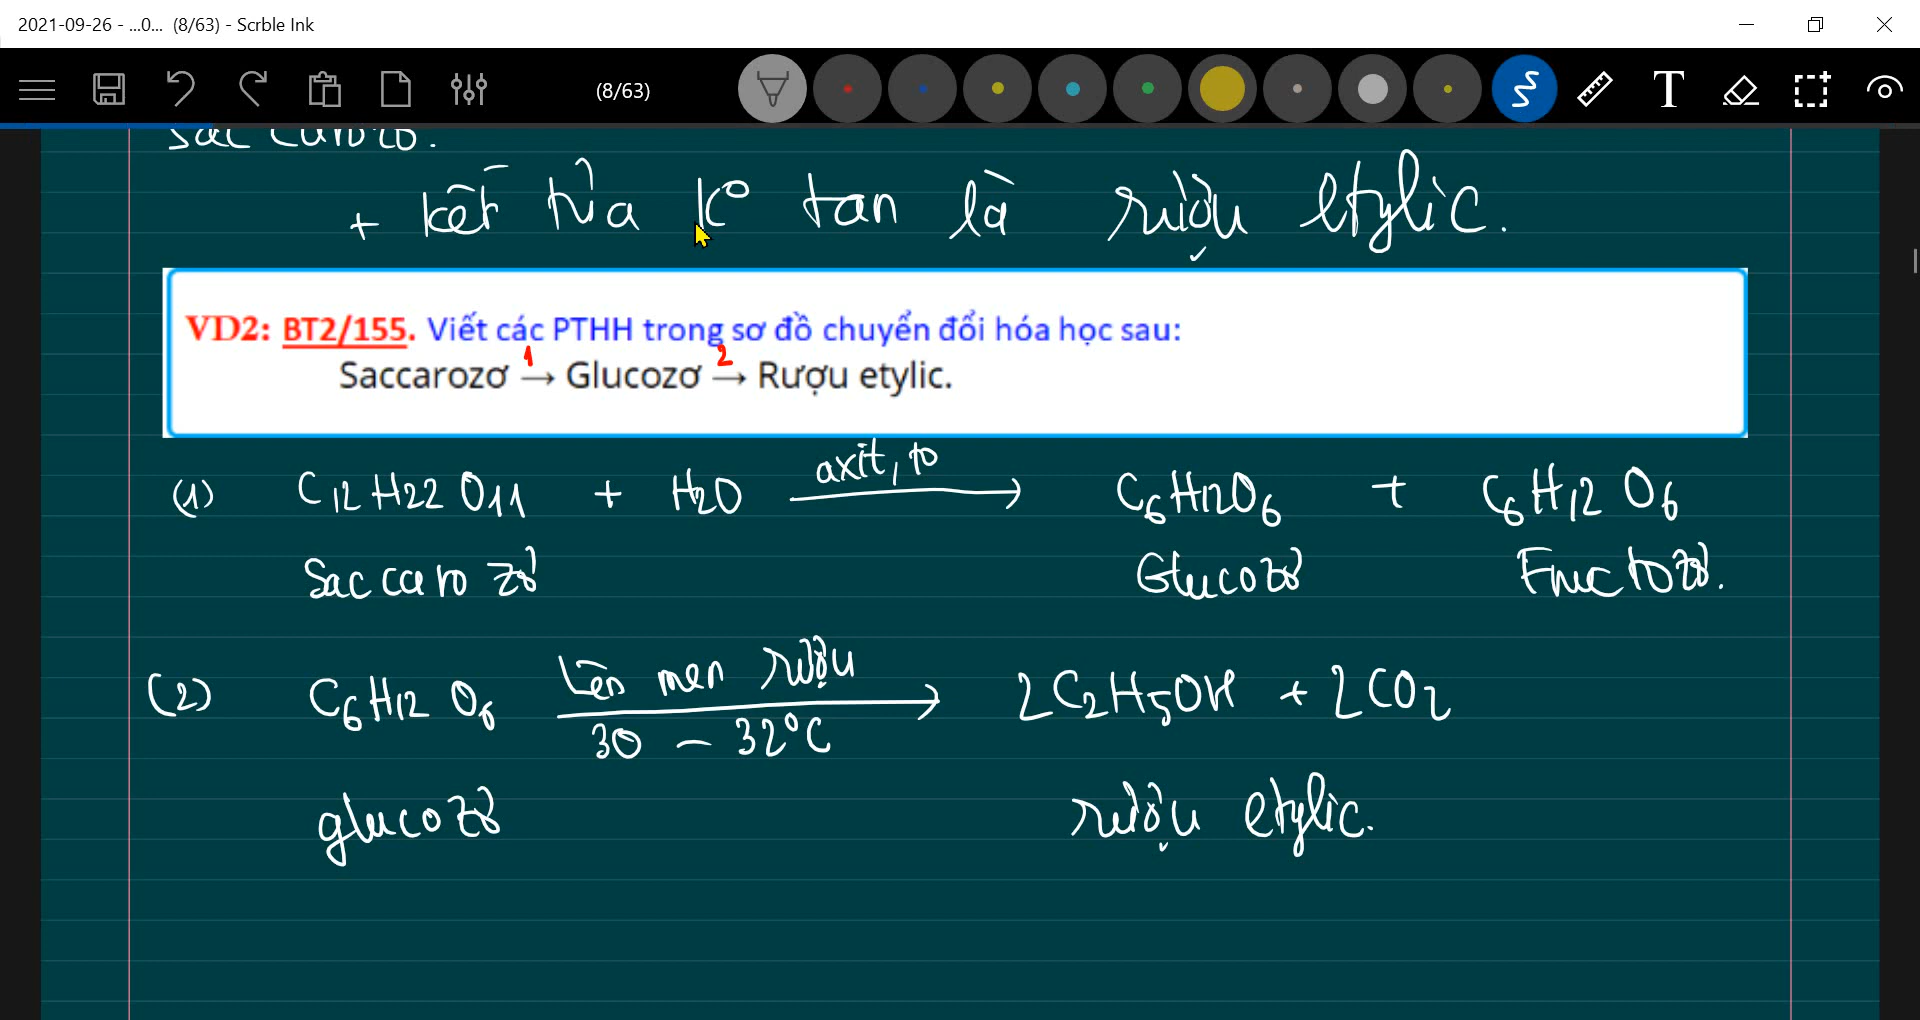 2021-09-26 - ...0... (8/63) - Scrble Ink
(8/63)
T
saccarozơ.
+ kết tủa k° tan là rượu etylic.
VD2: BT2/155. Viết các PTHH trong sơ đồ chuyển đổi hóa học sau:
1 2
Saccarozơ → Glucozơ → Rượu etylic.
axit, to
(1) C12H22O11 + H2O → C6H12O6 + C6H12O6
Saccarozơ Glucozơ Fructozơ.
lên men rượu
(2) C6H12O6 → 2C2H5OH + 2CO2
30 - 32°C
glucozơ rượu etylic.